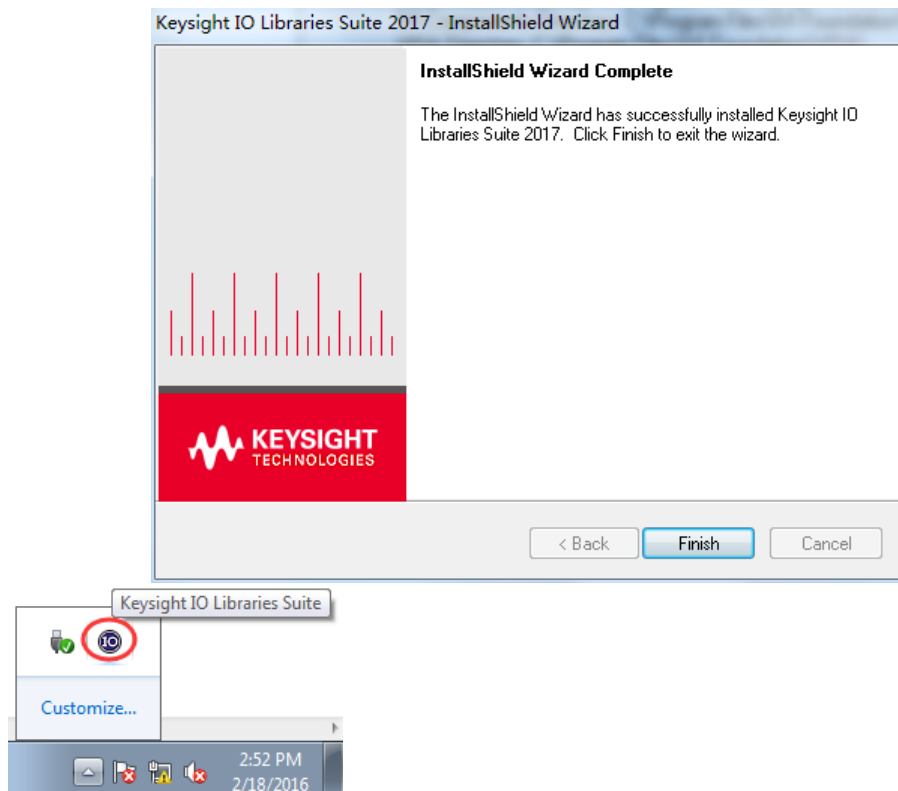 Keysight IO Libraries Suite 2017 - InstallShield Wizard
InstallShield Wizard Complete
The InstallShield Wizard has successfully installed Keysight IO
Libraries Suite 2017. Click Finish to exit the wizard.
KEYSIGHT
TECHNOLOGIES
< Back
Finish
Cancel
Keysight IO Libraries Suite
IO
Customize...
2:52 PM
2/18/2016